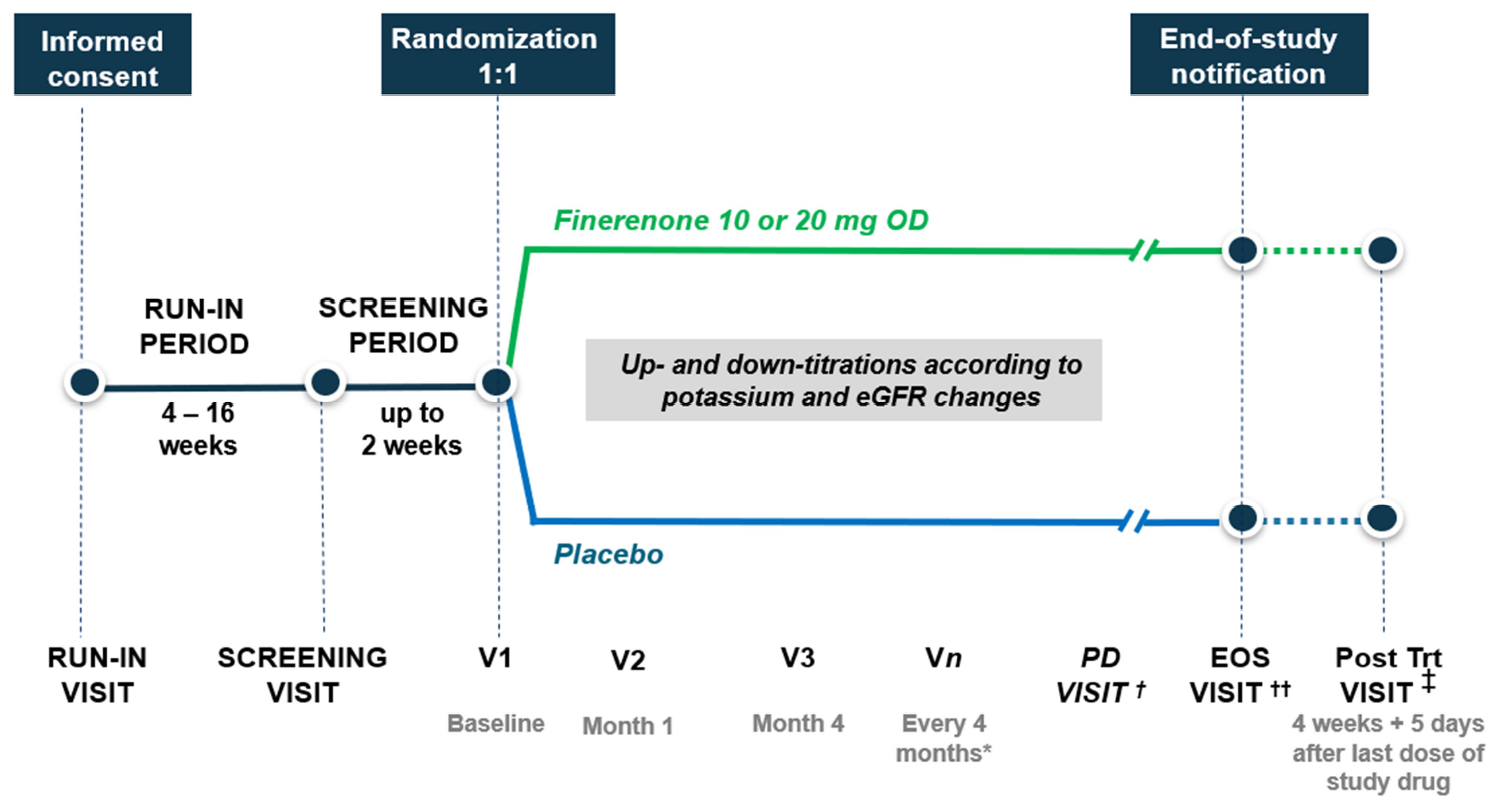 Informed
consent
Randomization
1:1
End-of-study
notification
Finerenone 10 or 20 mg OD
RUN-IN
PERIOD
SCREENING
PERIOD
4 – 16
weeks
up to
2 weeks
Up- and down-titrations according to
potassium and eGFR changes
Placebo
RUN-IN
VISIT
SCREENING
VISIT
V1
Baseline
V2
Month 1
V3
Month 4
Vn
Every 4
months*
PD
VISIT †
EOS
VISIT ††
Post Trt
VISIT ‡
4 weeks + 5 days
after last dose of
study drug